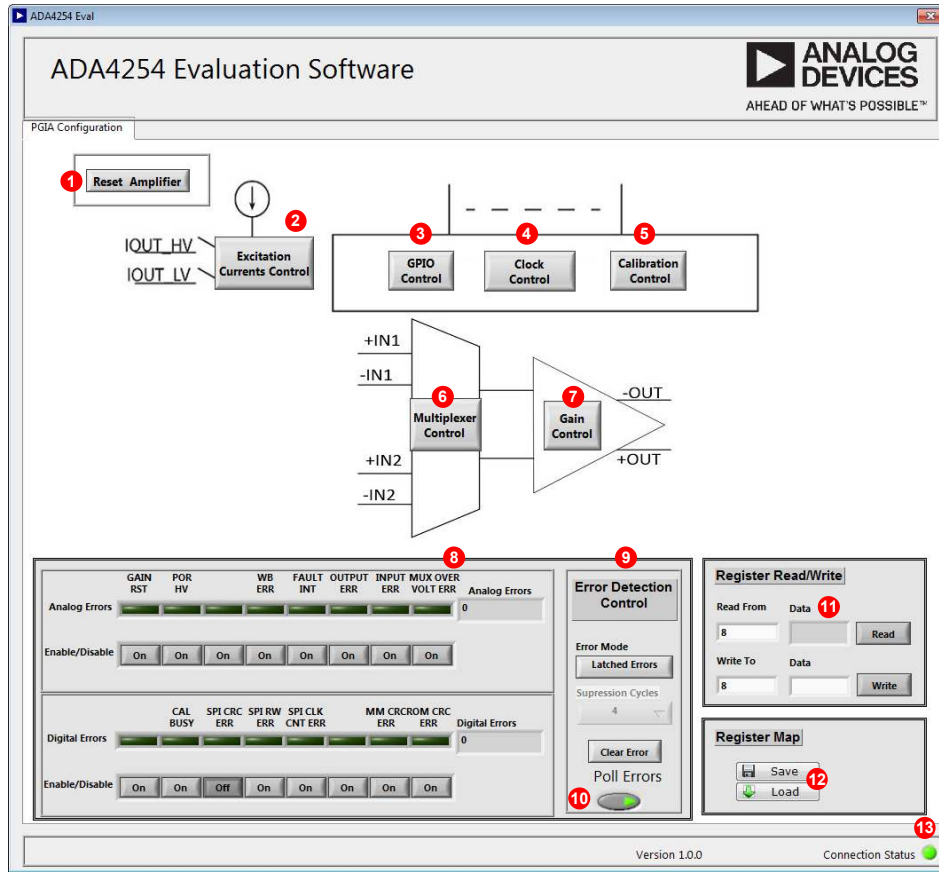 ADA4254 Eval
ADA4254 Evaluation Software
ANALOG
DEVICES
AHEAD OF WHAT'S POSSIBLE™
PGIA Configuration
1
Reset Amplifier
2
IOUT_HV
IOUT_LV
Excitation
Currents Control
3
GPIO
Control
4
Clock
Control
5
Calibration
Control
+IN1
-IN1
6
Multiplexer
Control
+IN2
-IN2
7
Gain
Control
-OUT
+OUT
8
GAIN RST POR HV WB ERR FAULT INT OUTPUT ERR INPUT ERR MUX OVER VOLT ERR
Analog Errors
Analog Errors
0
Enable/Disable On On On On On On On On
CAL BUSY SPI CRC ERR SPI RW ERR SPI CLK CNT ERR MM CRC ERR ROM CRC ERR
Digital Errors
Digital Errors
0
Enable/Disable On On Off On On On On On
9
Error Detection
Control
Error Mode
Latched Errors
Supression Cycles
4
Clear Error
Poll Errors
10
Register Read/Write
Read From Data 11
8 Read
Write To Data
8 Write
Register Map
Save
12
Load
13
Version 1.0.0 Connection Status